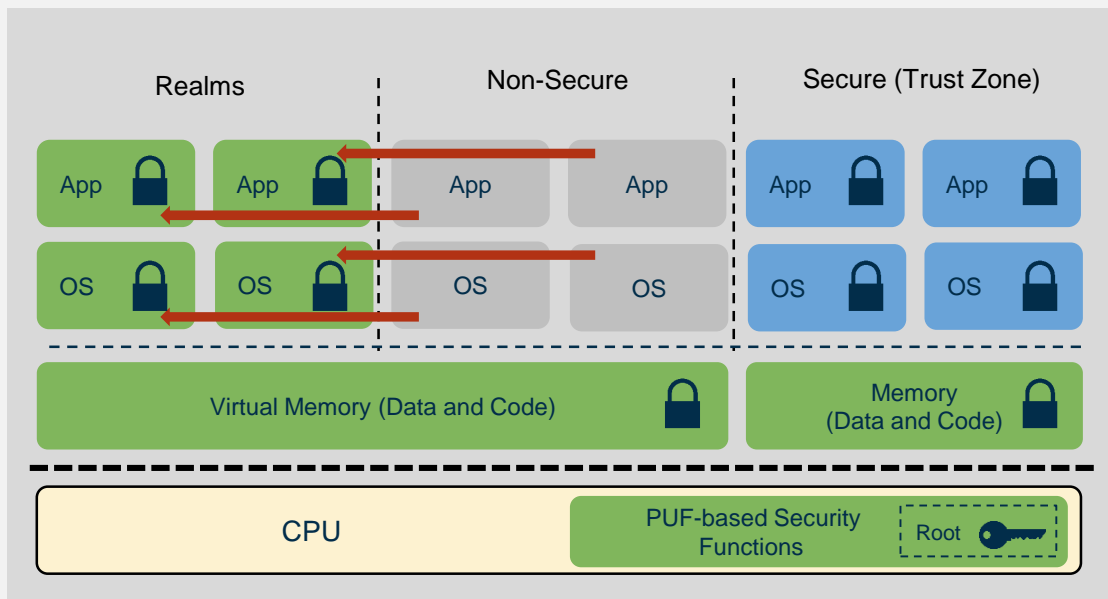 Realms
Non-Secure
Secure (Trust Zone)
App
App
App
App
App
App
OS
OS
OS
OS
OS
OS
Virtual Memory (Data and Code)
Memory
(Data and Code)
CPU
PUF-based Security
Functions
Root